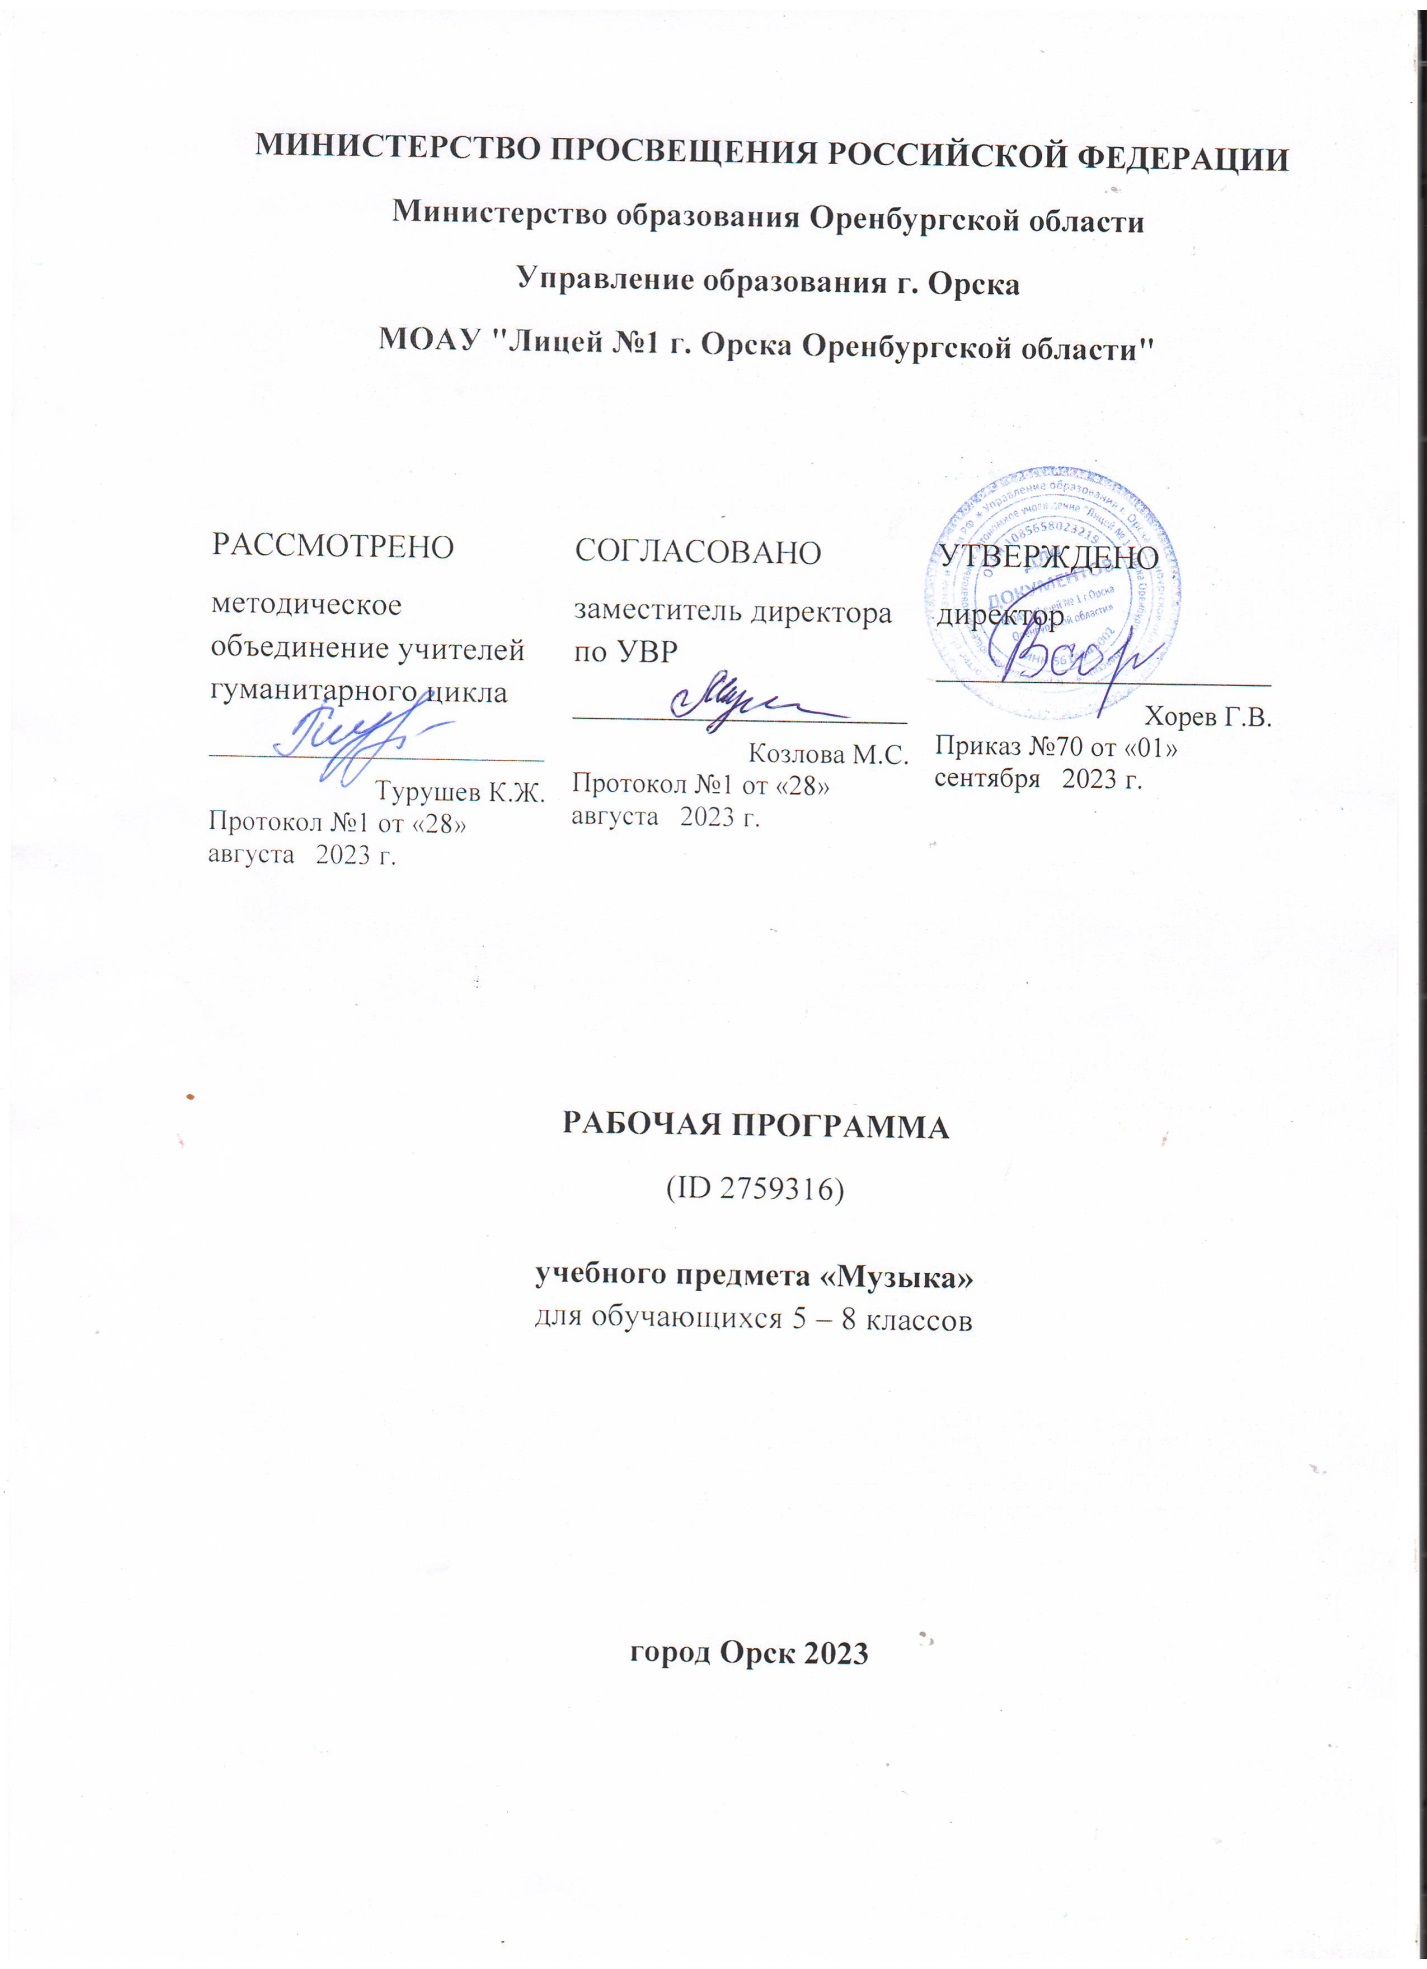 МИНИСТЕРСТВО ПРОСВЕЩЕНИЯ РОССИЙСКОЙ ФЕДЕРАЦИИ
Министерство образования Оренбургской области
Управление образования г. Орска
МОАУ "Лицей №1 г. Орска Оренбургской области"
РАССМОТРЕНО
методическое
объединение учителей
гуманитарного цикла
Турушев К.Ж.
Протокол №1 от «28»
августа 2023 г.
СОГЛАСОВАНО
заместитель директора
по УВР
Козлова М.С.
Протокол №1 от «28»
августа 2023 г.
УТВЕРЖДЕНО
директор
Хорев Г.В.
Приказ №70 от «01»
сентября 2023 г.
ДЛЯ
ДОКУМЕНТОВ
РАБОЧАЯ ПРОГРАММА
(ID 2759316)
учебного предмета «Музыка»
для обучающихся 5 – 8 классов
город Орск 2023